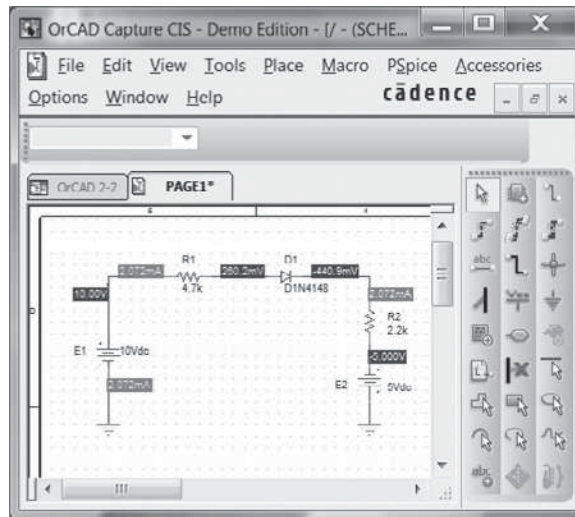 OrCAD Capture CIS - Demo Edition - [/ - (SCHE...
File Edit View Tools Place Macro PSpice Accessories
Options Window Help cādence
OrCAD 2-2 PAGE1*
R1 D1
2.072mA 260.2mV -440.9mV
4.7k D1N4148
10.00V 2.072mA
R2
2.2k
E1 10Vdc -5.000V
2.072mA E2 5Vdc